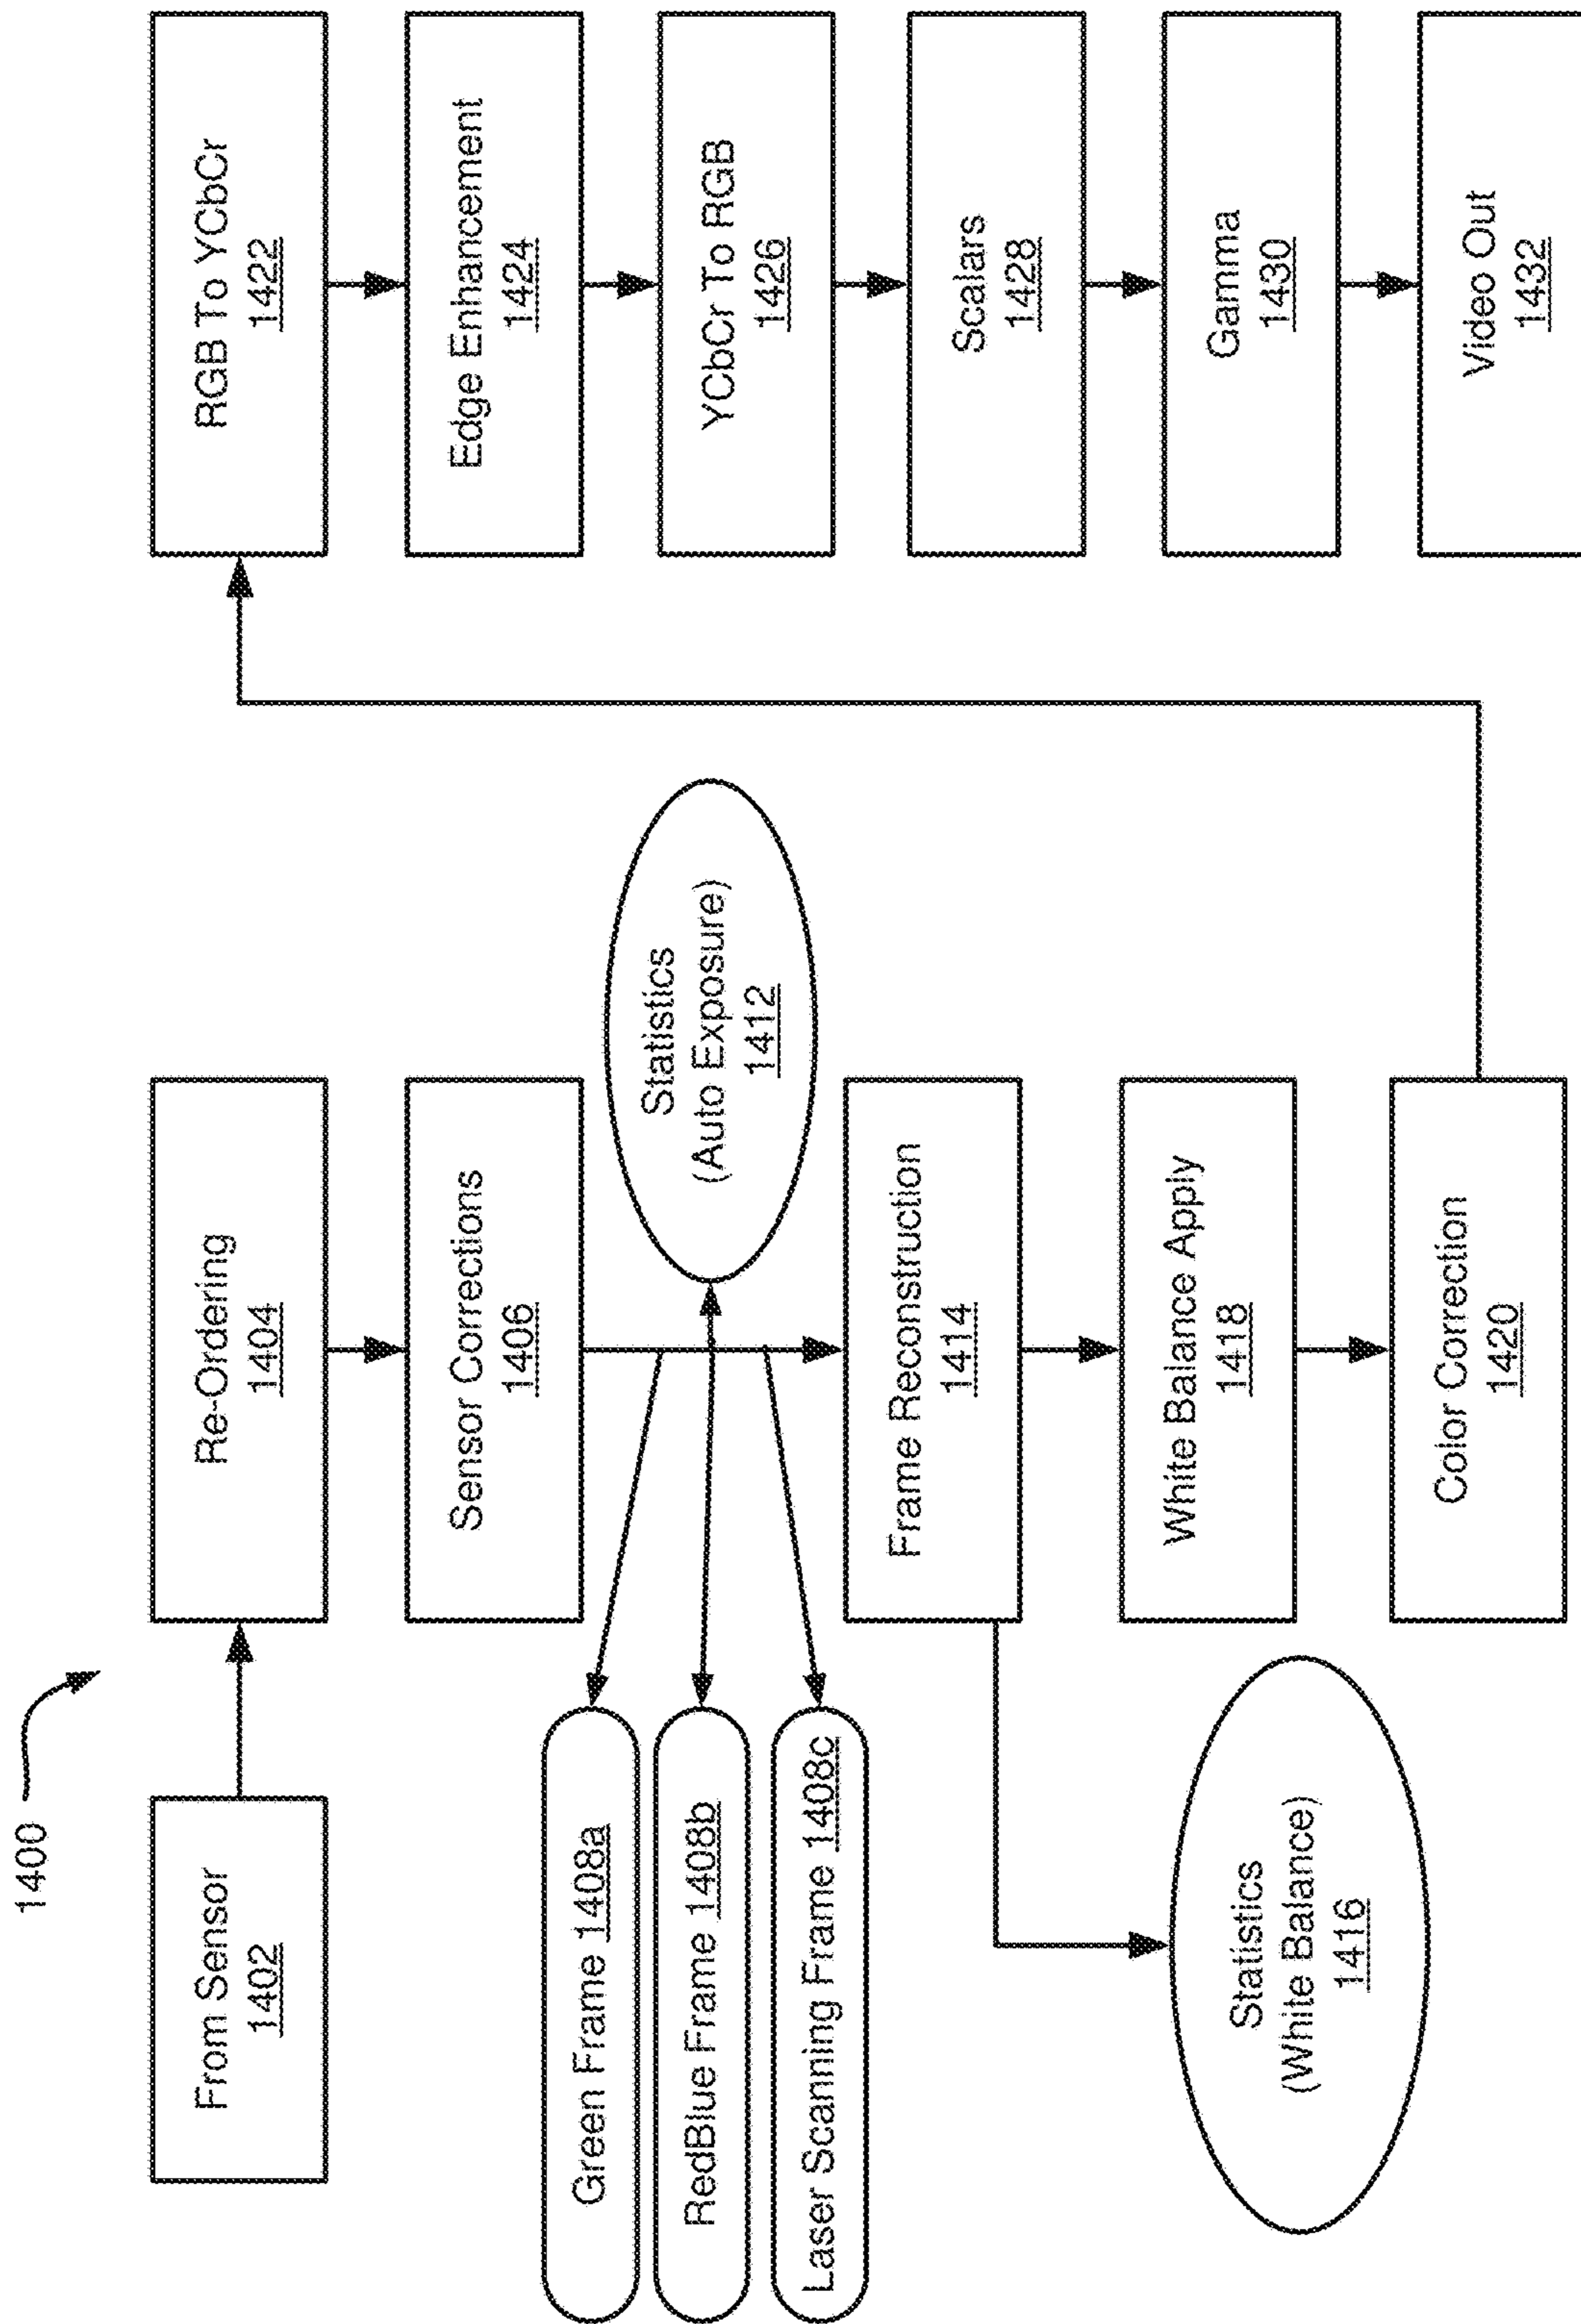 1400
From Sensor
1402
Re-Ordering
1404
Sensor Corrections
1406
Green Frame 1408a
RedBlue Frame 1408b
Laser Scanning Frame 1408c
Statistics
(Auto Exposure)
1412
Frame Reconstruction
1414
Statistics
(White Balance)
1416
White Balance Apply
1418
Color Correction
1420
RGB To YCbCr
1422
Edge Enhancement
1424
YCbCr To RGB
1426
Scalars
1428
Gamma
1430
Video Out
1432